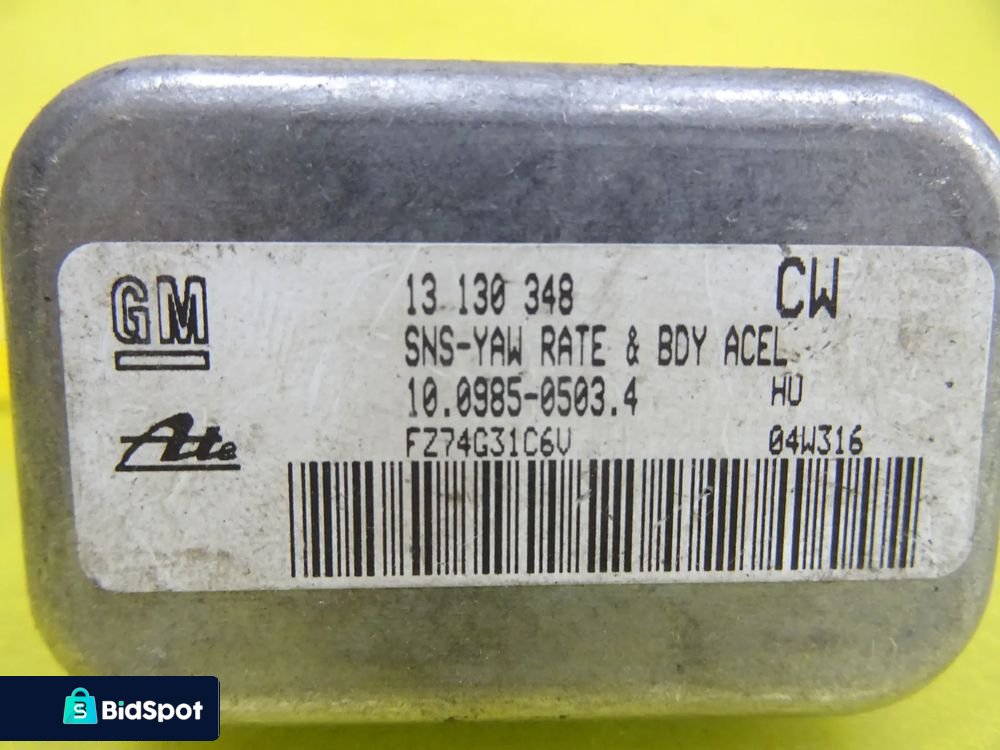 GM
13 130 348
CW
SNS-YAW RATE & BDY ACEL
10.0985-0503.4
HU
Ate
FZ74G31C6V
04W316
BidSpot